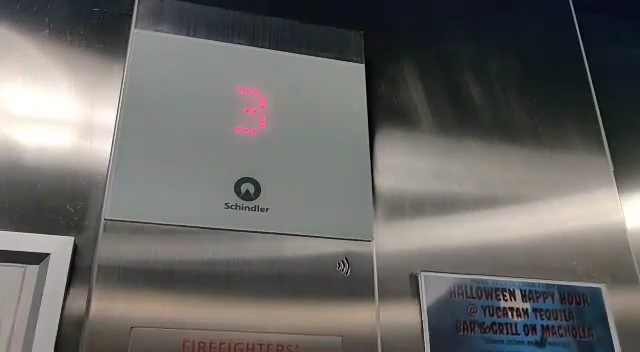 3
Schindler
FIREFIGHTERS'
HALLOWEEN HAPPY HOUR
@ YUCATAN TEQUILA
BAR & GRILL ON MAGNOLIA